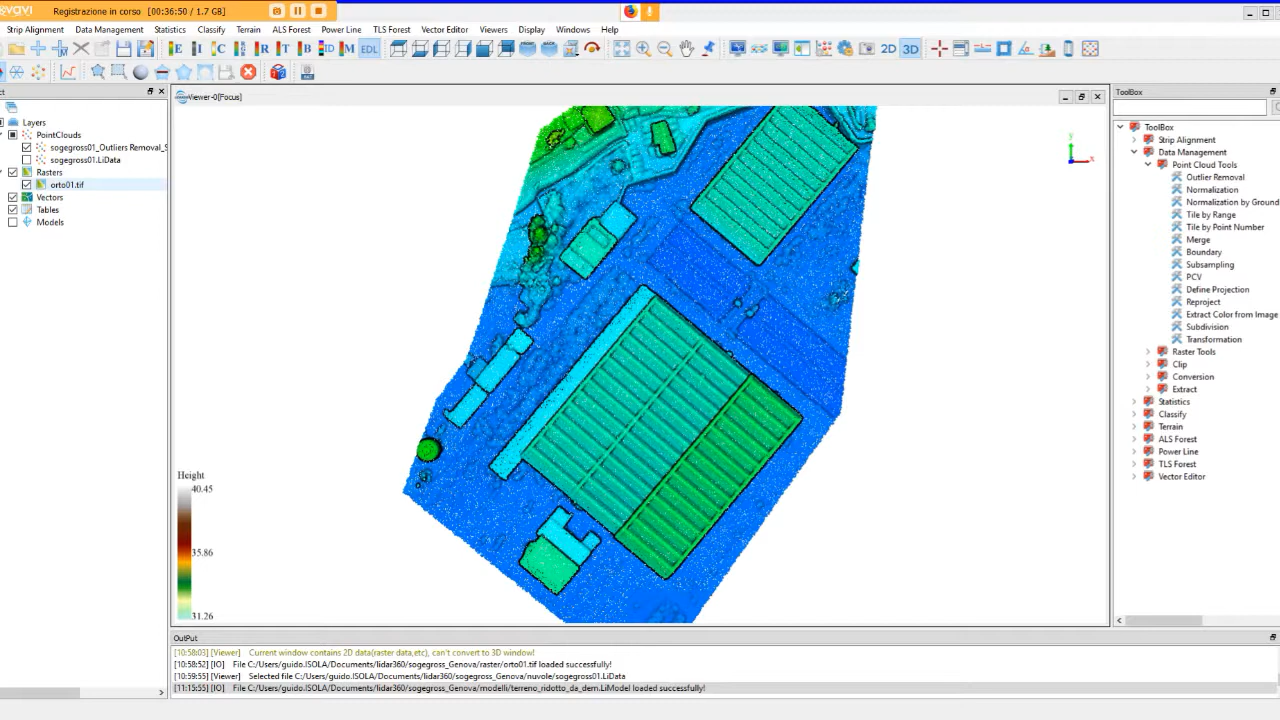 Registrazione in corso [00:36:50 / 1.7 GB]
Strip Alignment Data Management Statistics Classify Terrain ALS Forest Power Line TLS Forest Vector Editor Viewers Display Windows Help
E I C R T B ID M EDL 2D 3D
Viewer-0[Focus]
ToolBox
Layers
PointClouds
sogegross01_Outliers Removal_S
sogegross01.LiData
Rasters
orto01.tif
Vectors
Tables
Models
y
x
Height
40.45
35.86
31.26
ToolBox
Strip Alignment
Data Management
Point Cloud Tools
Outlier Removal
Normalization
Normalization by Ground
Tile by Range
Tile by Point Number
Merge
Boundary
Subsampling
PCV
Define Projection
Reproject
Extract Color from Image
Subdivision
Transformation
Raster Tools
Clip
Conversion
Extract
Statistics
Classify
Terrain
ALS Forest
Power Line
TLS Forest
Vector Editor
OutPut
[10:58:03] [Viewer] Current window contains 2D data(raster data,etc), can't convert to 3D window!
[10:58:52] [IO] File C:/Users/guido.ISOLA/Documents/lidar360/sogegross_Genova/raster/orto01.tif loaded successfully!
[10:59:55] [Viewer] Selected file C:/Users/guido.ISOLA/Documents/lidar360/sogegross_Genova/nuvole/sogegross01.LiData
[11:15:55] [IO] File C:/Users/guido.ISOLA/Documents/lidar360/sogegross_Genova/modelli/terreno_ridotto_da_dem.LiModel loaded successfully!